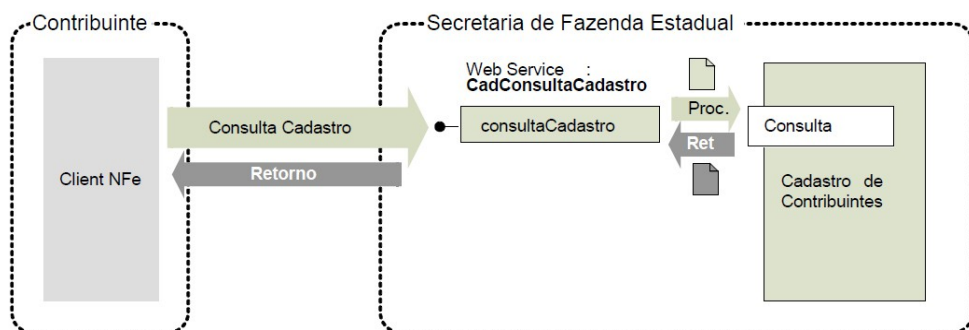 Contribuinte
Secretaria de Fazenda Estadual
Web Service :
CadConsultaCadastro
Client NFe
Consulta Cadastro
Retorno
consultaCadastro
Proc.
Ret
Consulta
Cadastro de
Contribuintes